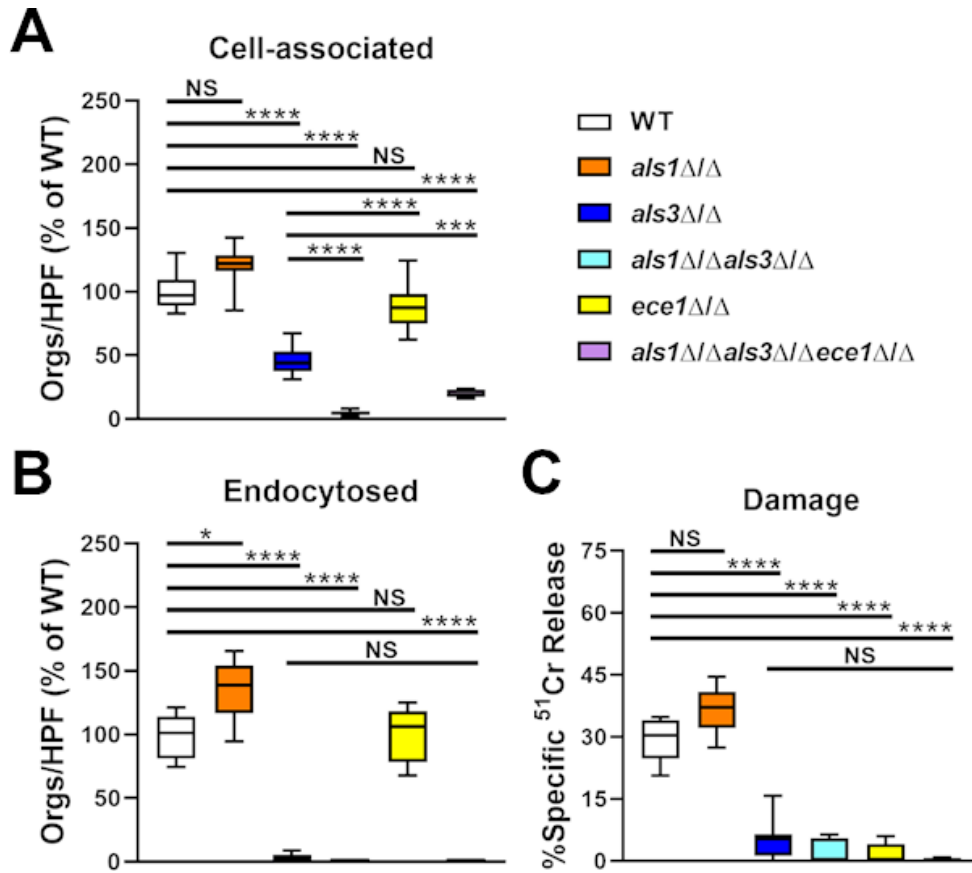 A
Cell-associated
Orgs/HPF (% of WT)
250
200
150
100
50
0
NS
****
****
NS
****
****
***
****
WT
als1Δ/Δ
als3Δ/Δ
als1Δ/Δals3Δ/Δ
ece1Δ/Δ
als1Δ/Δals3Δ/Δece1Δ/Δ
B
Endocytosed
Orgs/HPF (% of WT)
250
200
150
100
50
0
*
****
****
NS
****
NS
C
Damage
%Specific ⁵¹Cr Release
75
60
45
30
15
0
NS
****
****
****
****
NS